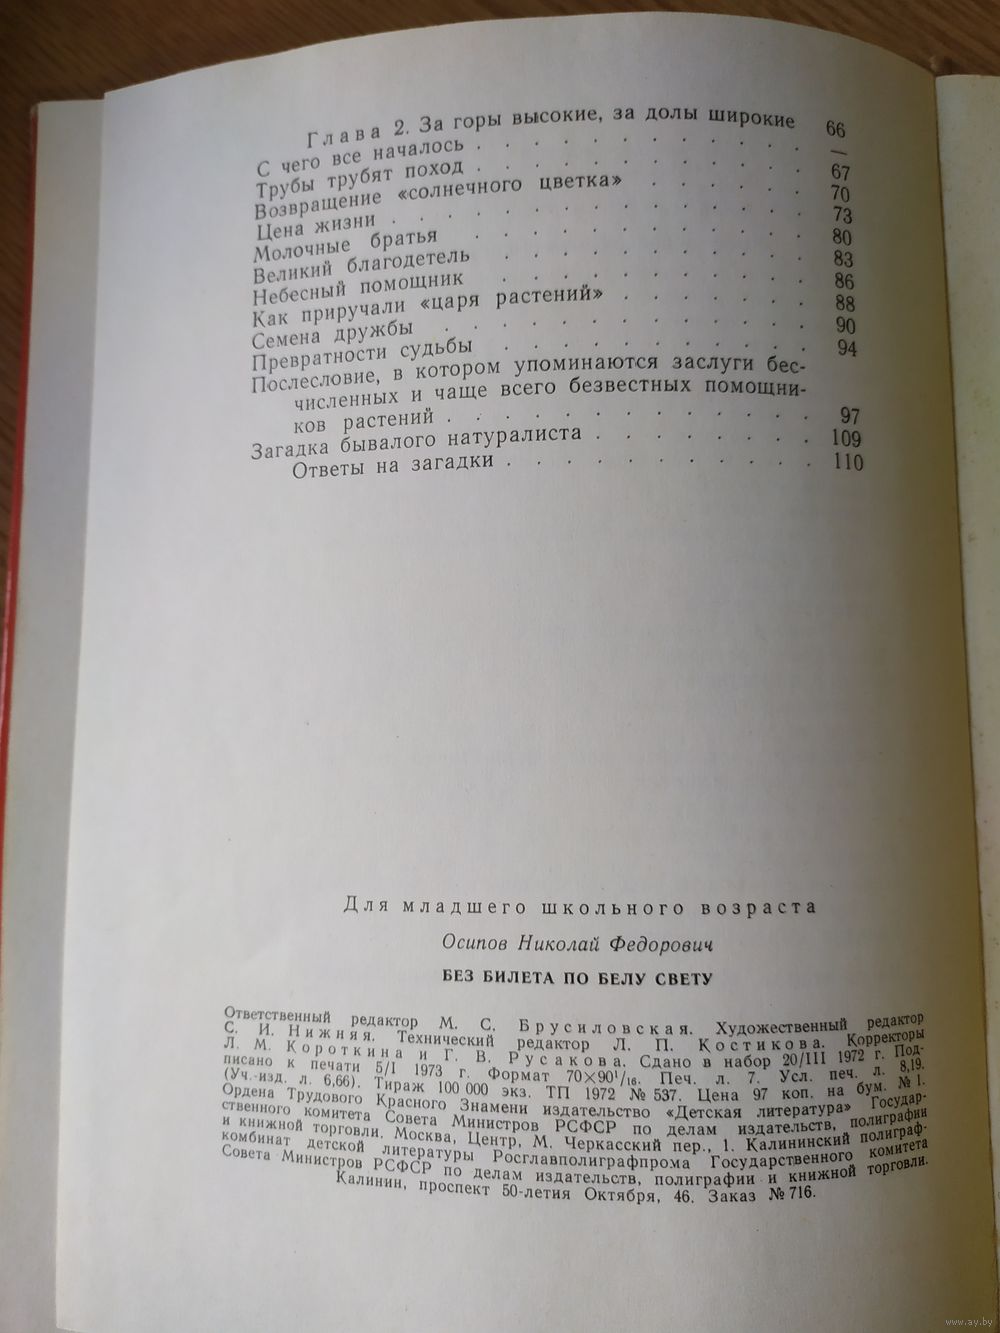 Глава 2. За горы высокие, за долы широкие 66
С чего все началось . . . . . . . . . . . . —
Трубы трубят поход . . . . . . . . . . . . 67
Возвращение «солнечного цветка» . . . . . . 70
Цена жизни . . . . . . . . . . . . . . 73
Молочные братья . . . . . . . . . . . . 80
Великий благодетель . . . . . . . . . . . 83
Небесный помощник . . . . . . . . . . . 86
Как приручали «царя растений» . . . . . . . 88
Семена дружбы . . . . . . . . . . . . 90
Превратности судьбы . . . . . . . . . . . 94
Послесловие, в котором упоминаются заслуги бес-
численных и чаще всего безвестных помощни-
ков растений . . . . . . . . . . . . . 97
Загадка бывалого натуралиста . . . . . . . . 109
Ответы на загадки . . . . . . . . . . . 110
Для младшего школьного возраста
Осипов Николай Федорович
БЕЗ БИЛЕТА ПО БЕЛУ СВЕТУ
Ответственный редактор М. С. Брусиловская. Художественный редактор
С. И. Нижняя. Технический редактор Л. П. Костикова. Корректоры
Л. М. Короткина и Г. В. Русакова. Сдано в набор 20/III 1972 г. Под-
писано к печати 5/I 1973 г. Формат 70×90¹/₁₆. Печ. л. 7. Усл. печ. л. 8,19.
(Уч.-изд. л. 6,66). Тираж 100 000 экз. ТП 1972 № 537. Цена 97 коп. на бум. № 1.
Ордена Трудового Красного Знамени издательство «Детская литература» Государ-
ственного комитета Совета Министров РСФСР по делам издательств, полиграфии
и книжной торговли. Москва, Центр, М. Черкасский пер., 1. Калининский полиграф-
комбинат детской литературы Росглавполиграфпрома Государственного комитета
Совета Министров РСФСР по делам издательств, полиграфии и книжной торговли.
Калинин, проспект 50-летия Октября, 46. Заказ № 716.
www.ay.by